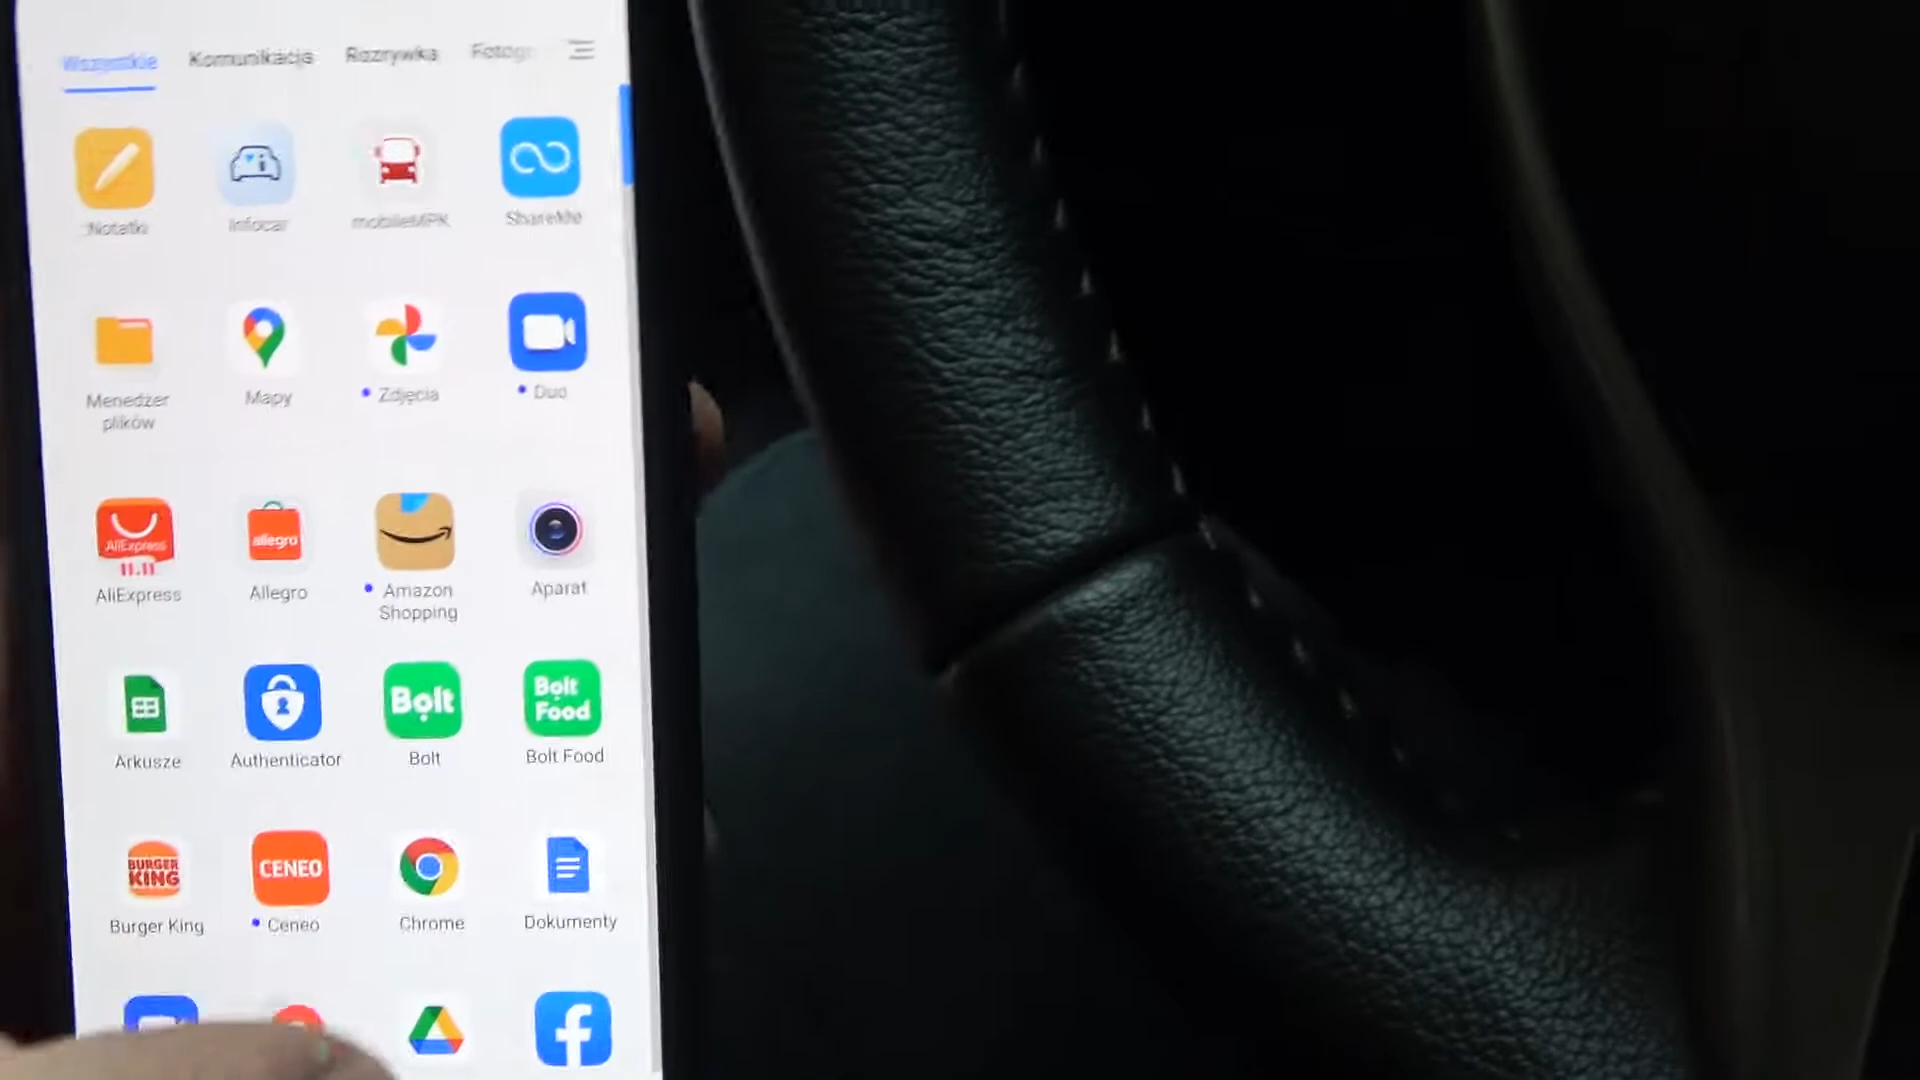 Wszystkie Komunikacja Rozrywka Fotogr
Notatki Infocar mobileMPK ShareMe
Menedżer plików Mapy Zdjęcia Duo
AliExpress
11.11
allegro
AliExpress Allegro Amazon Shopping Aparat
Bolt
Bolt Food
Arkusze Authenticator Bolt Bolt Food
BURGER KING
CENEO
Burger King Ceneo Chrome Dokumenty